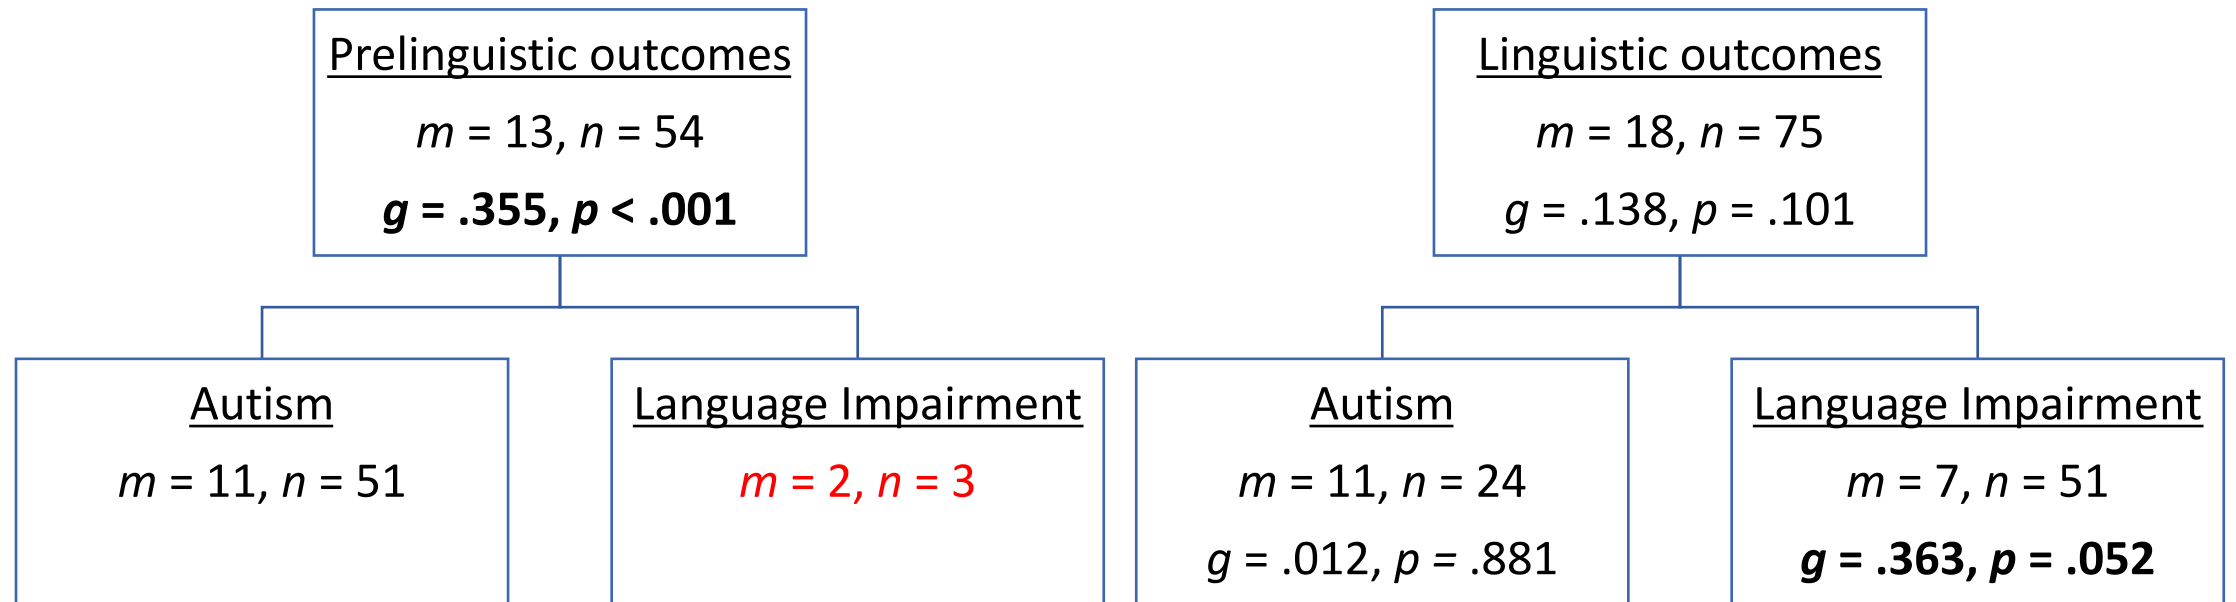 Prelinguistic outcomes
m = 13, n = 54
g = .355, p < .001
Linguistic outcomes
m = 18, n = 75
g = .138, p = .101
Autism
m = 11, n = 51
Language Impairment
m = 2, n = 3
Autism
m = 11, n = 24
g = .012, p = .881
Language Impairment
m = 7, n = 51
g = .363, p = .052